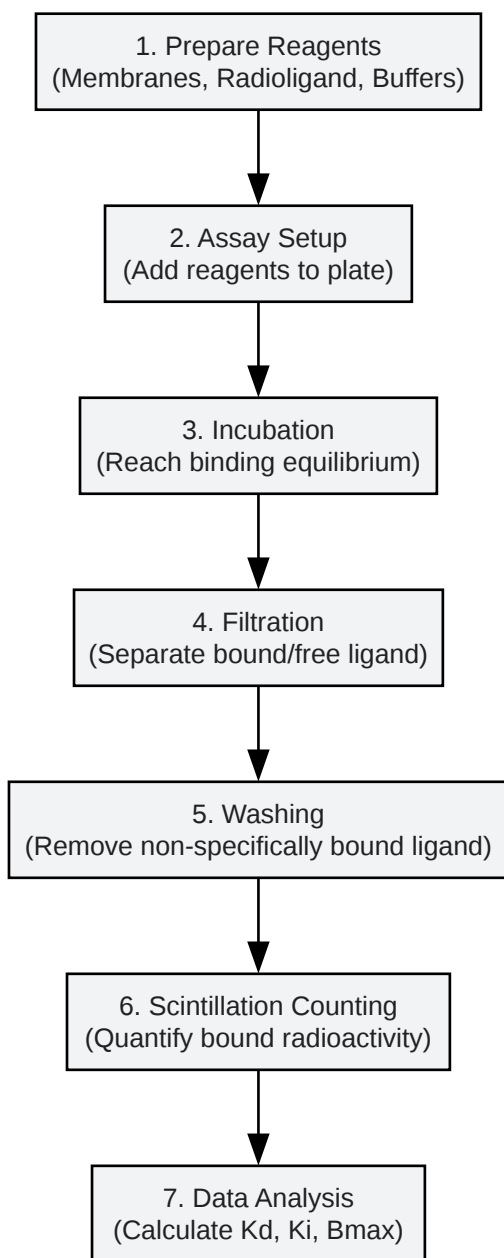 1. Prepare Reagents
(Membranes, Radioligand, Buffers)
2. Assay Setup
(Add reagents to plate)
3. Incubation
(Reach binding equilibrium)
4. Filtration
(Separate bound/free ligand)
5. Washing
(Remove non-specifically bound ligand)
6. Scintillation Counting
(Quantify bound radioactivity)
7. Data Analysis
(Calculate Kd, Ki, Bmax)